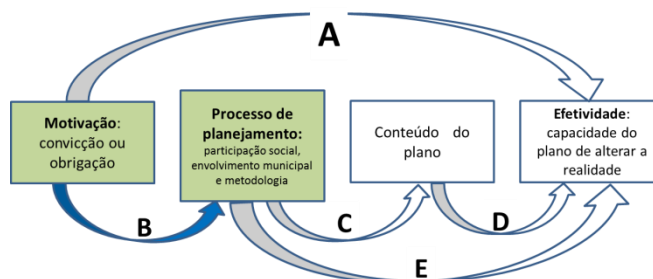 A
Motivação:
convicção ou
obrigação
Processo de
planejamento:
participação social,
envolvimento municipal
e metodologia
Conteúdo do
plano
Efetividade:
capacidade do
plano de alterar a
realidade
B
C
D
E